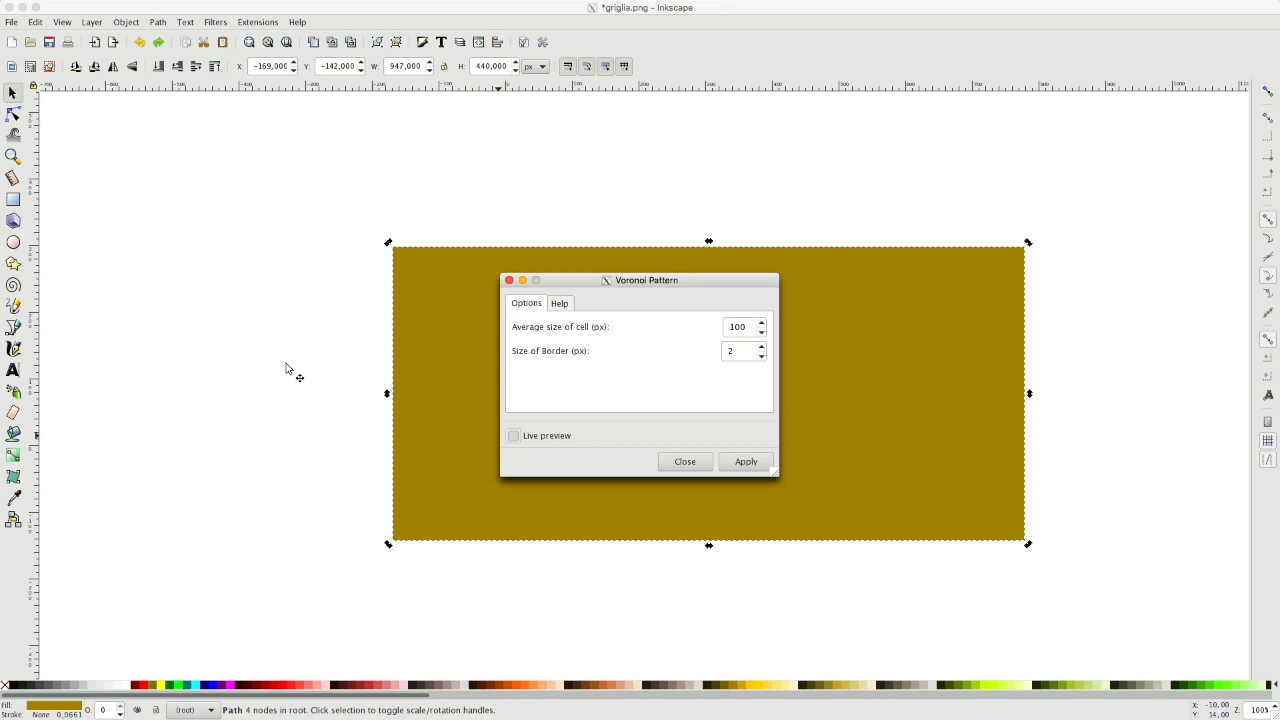 *griglia.png - Inkscape
File Edit View Layer Object Path Text Filters Extensions Help
X: -169,000 Y: -142,000 W: 947,000 H: 440,000 px
Voronoi Pattern
Options Help
Average size of cell (px): 100
Size of Border (px): 2
Live preview
Close Apply
Fill:
Stroke: None 0,0661
O: 0
(root)
Path 4 nodes in root. Click selection to toggle scale/rotation handles.
X: -10,00
Y: 14,00
Z: 100%